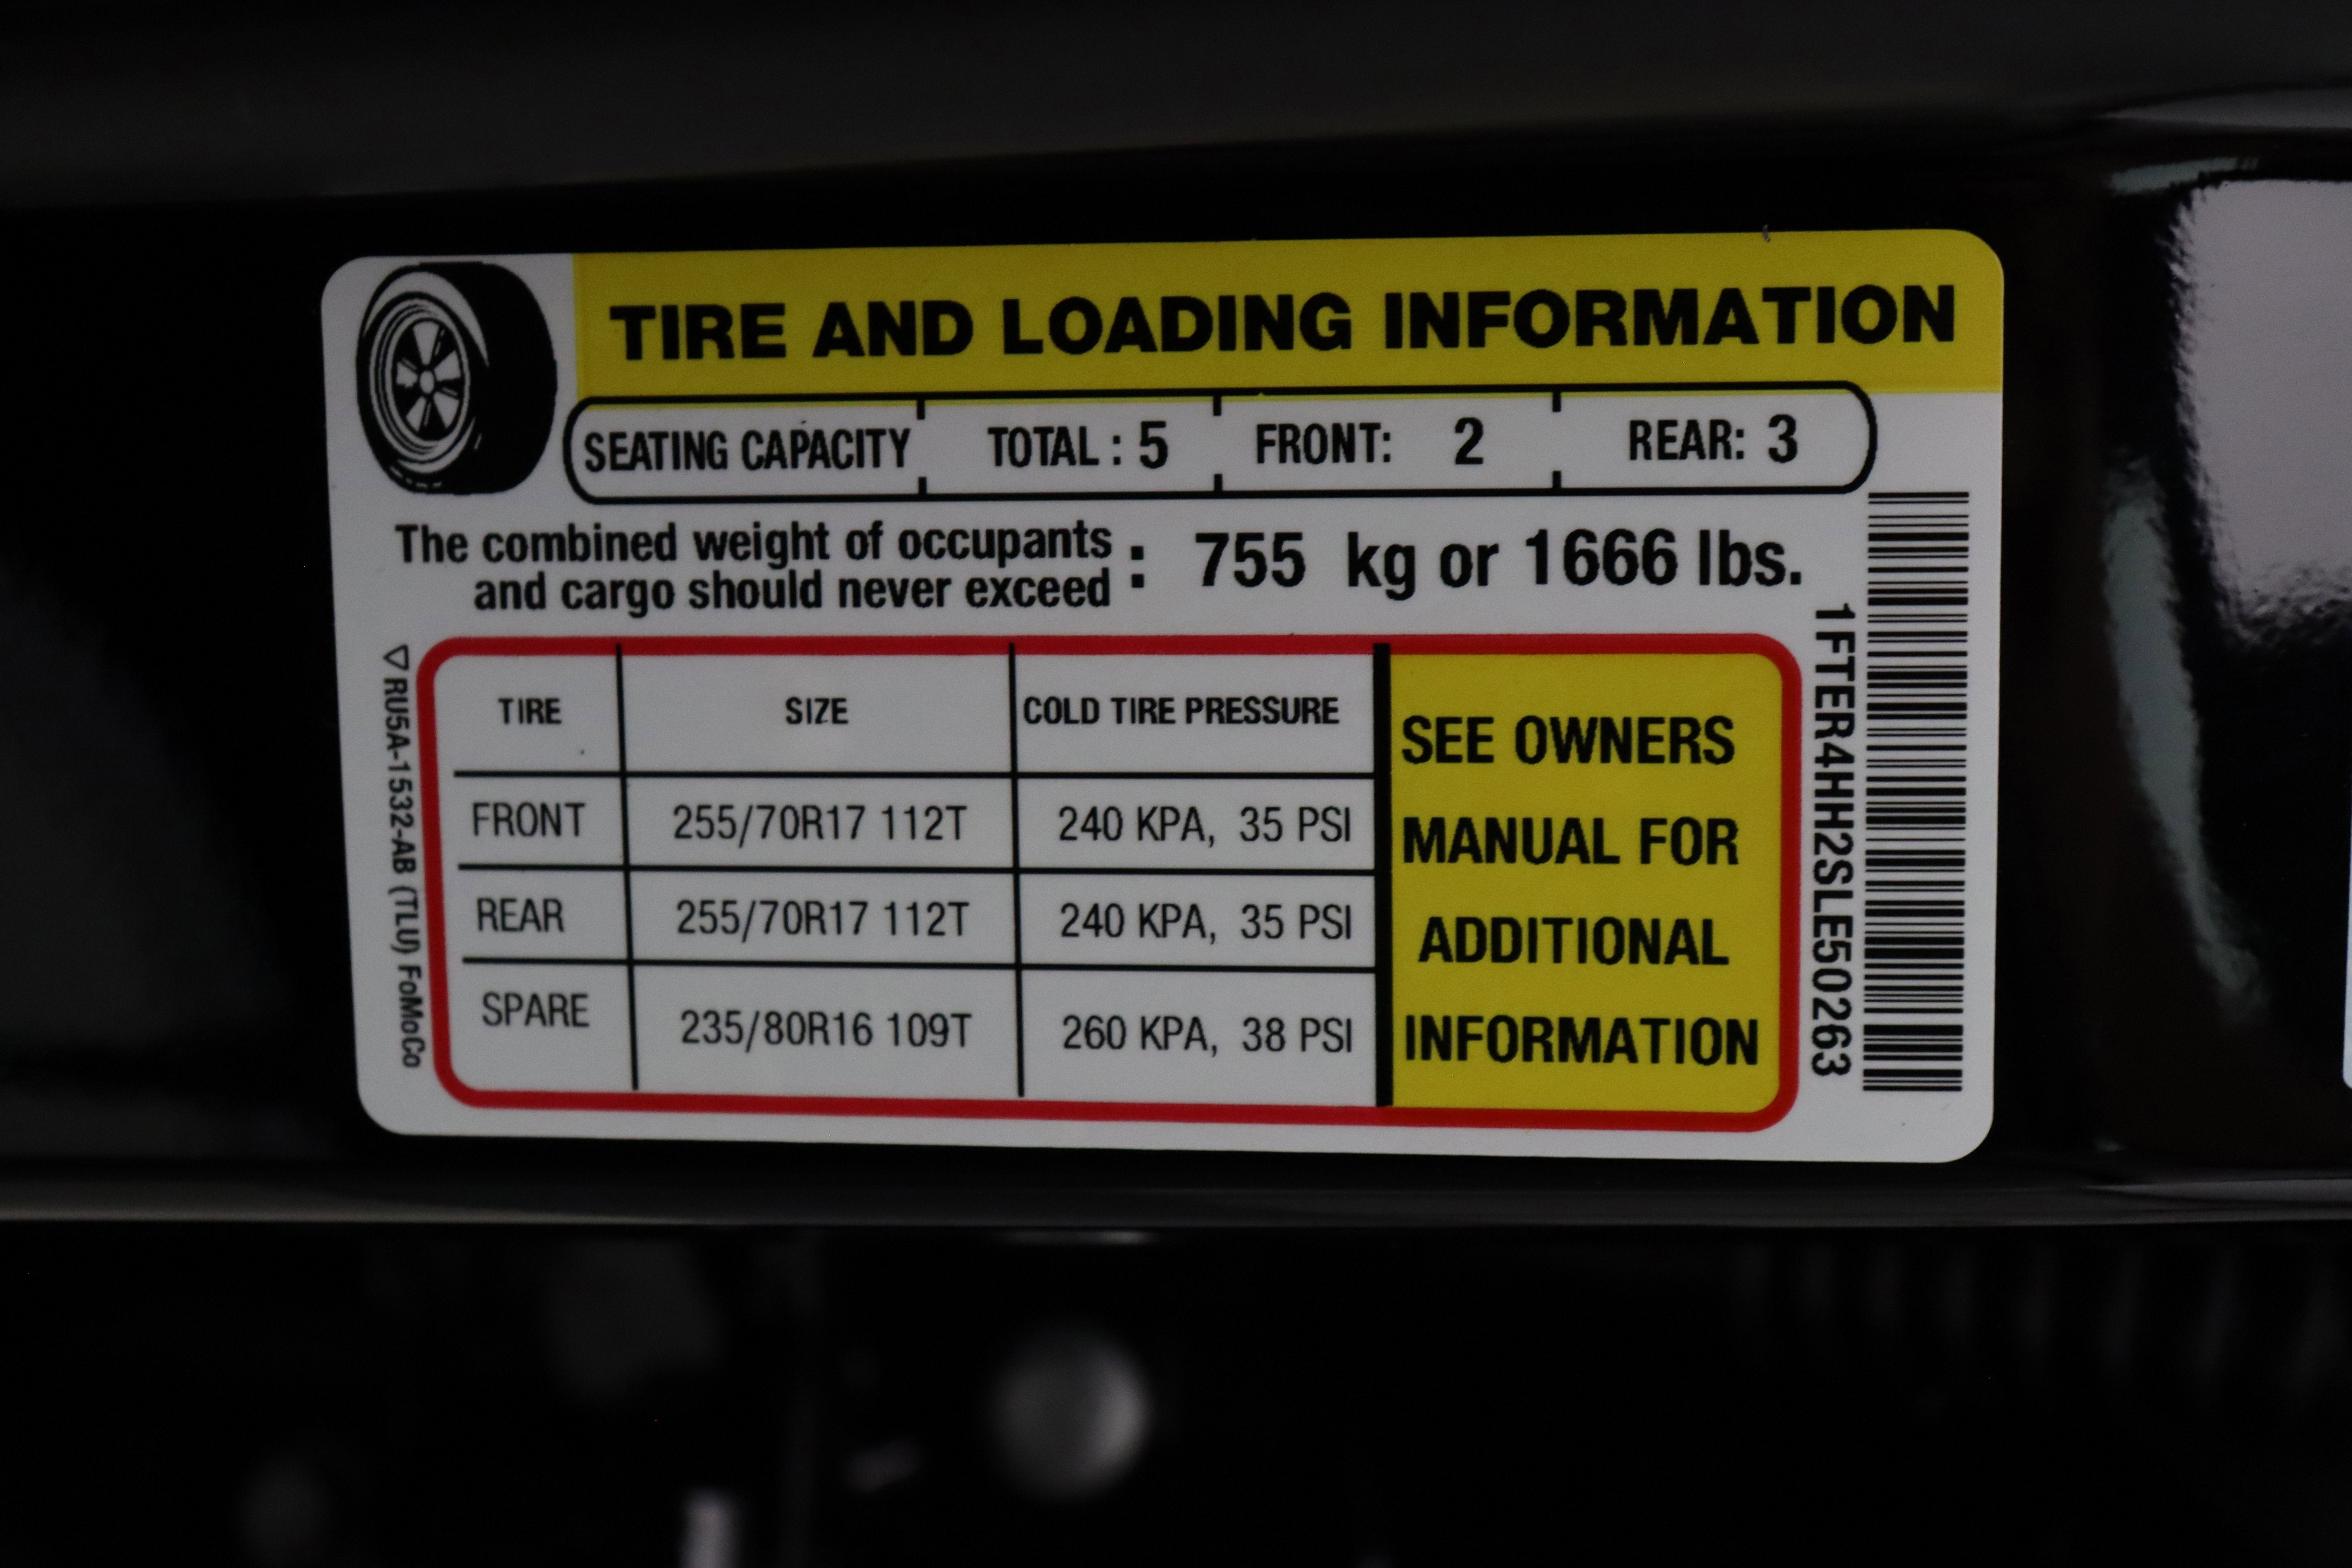 TIRE AND LOADING INFORMATION
SEATING CAPACITY TOTAL : 5 FRONT: 2 REAR: 3
The combined weight of occupants
and cargo should never exceed : 755 kg or 1666 lbs.
TIRE SIZE COLD TIRE PRESSURE
FRONT 255/70R17 112T 240 KPA, 35 PSI
REAR 255/70R17 112T 240 KPA, 35 PSI
SPARE 235/80R16 109T 260 KPA, 38 PSI
SEE OWNERS
MANUAL FOR
ADDITIONAL
INFORMATION
1FTER4HH2SLE50263
RU5A-1532-AB (TLU) FoMoCo